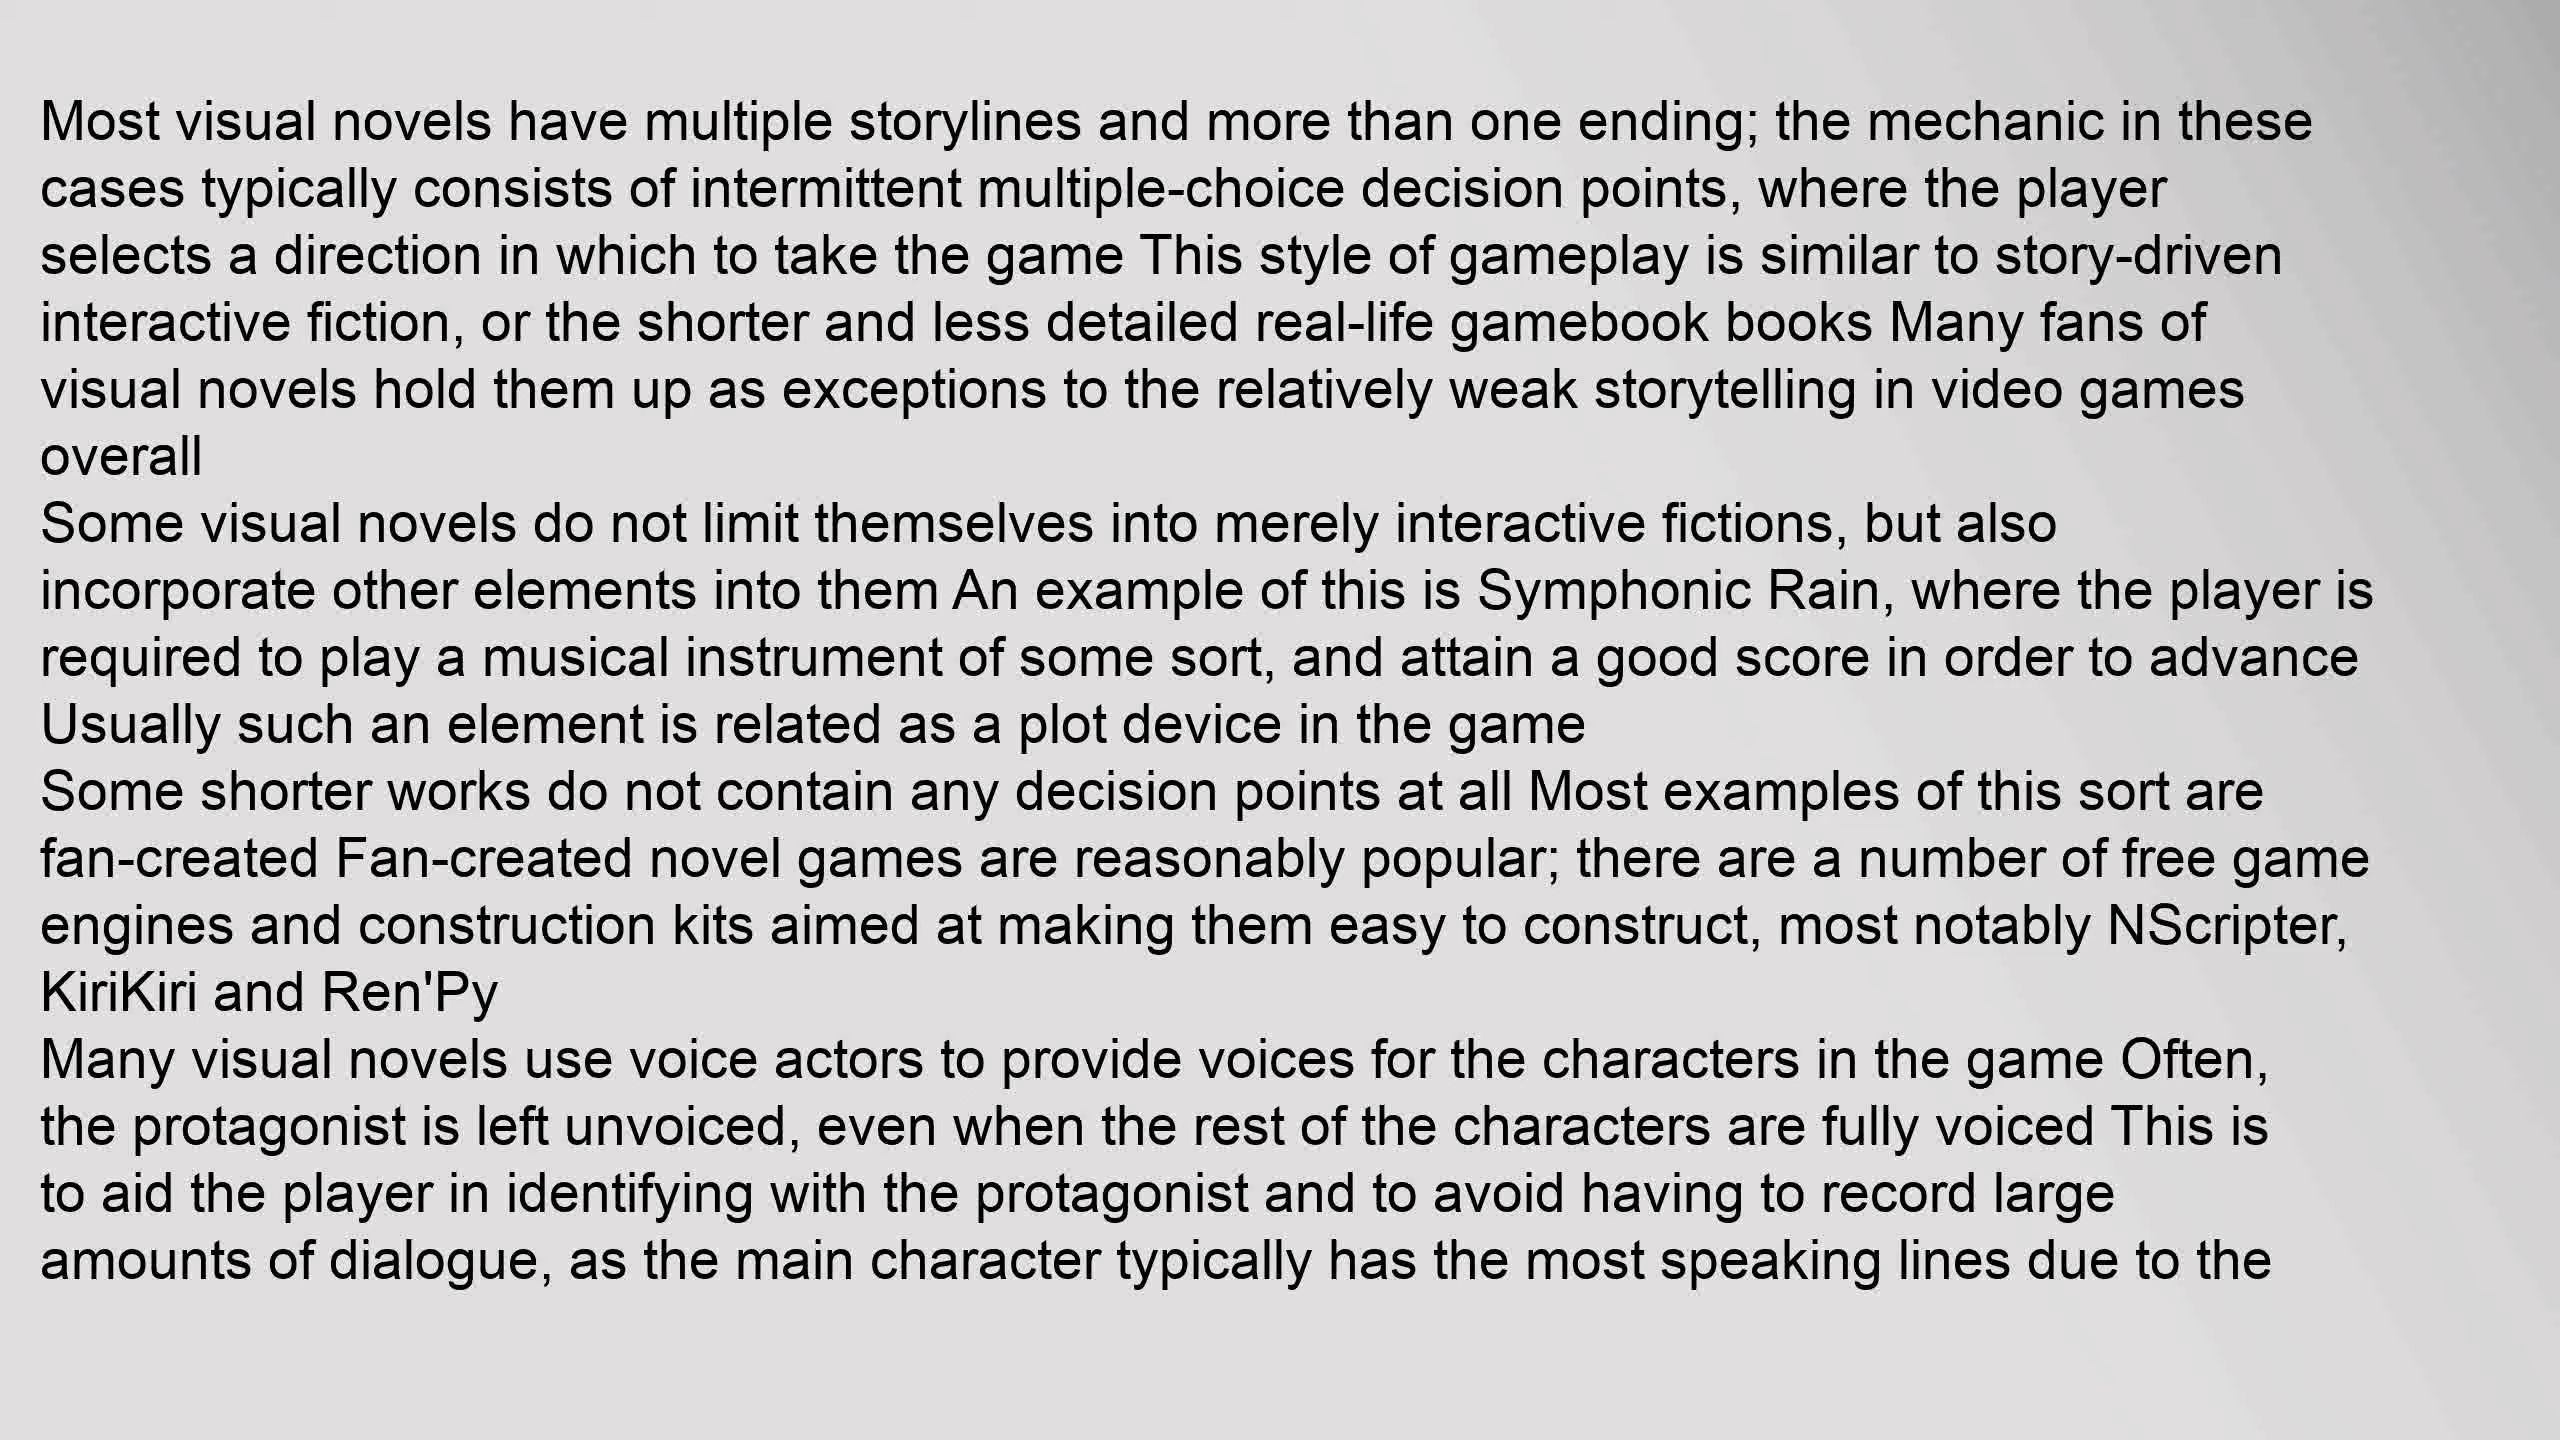 Most visual novels have multiple storylines and more than one ending; the mechanic in these
cases typically consists of intermittent multiple-choice decision points, where the player
selects a direction in which to take the game This style of gameplay is similar to story-driven
interactive fiction, or the shorter and less detailed real-life gamebook books Many fans of
visual novels hold them up as exceptions to the relatively weak storytelling in video games
overall
Some visual novels do not limit themselves into merely interactive fictions, but also
incorporate other elements into them An example of this is Symphonic Rain, where the player is
required to play a musical instrument of some sort, and attain a good score in order to advance
Usually such an element is related as a plot device in the game
Some shorter works do not contain any decision points at all Most examples of this sort are
fan-created Fan-created novel games are reasonably popular; there are a number of free game
engines and construction kits aimed at making them easy to construct, most notably NScripter,
KiriKiri and Ren'Py
Many visual novels use voice actors to provide voices for the characters in the game Often,
the protagonist is left unvoiced, even when the rest of the characters are fully voiced This is
to aid the player in identifying with the protagonist and to avoid having to record large
amounts of dialogue, as the main character typically has the most speaking lines due to the